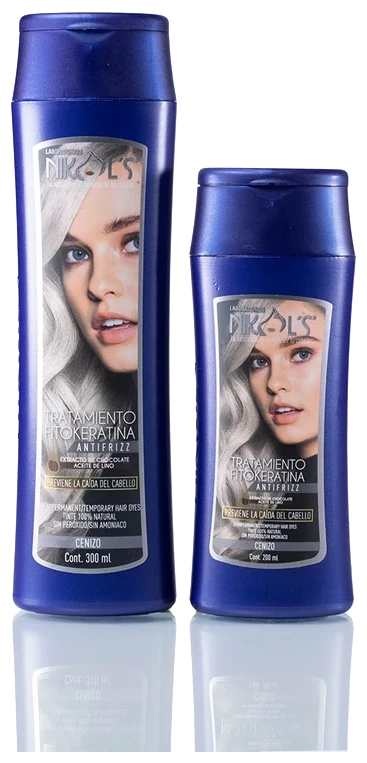 LABORATORIOS
NIKOL'S
TRATAMIENTO
FITOKERATINA
ANTIFRIZZ
EXTRACTO DE CHOCOLATE
ACEITE DE LINO
PREVIENE LA CAÍDA DEL CABELLO
SEMIPERMANENT/TEMPORARY HAIR DYES
TINTE 100% NATURAL
SIN PEROXIDO/SIN AMONIACO
CENIZO
Cont. 300 ml
LABORATORIOS
NIKOL'S
TRATAMIENTO
FITOKERATINA
ANTIFRIZZ
EXTRACTO DE CHOCOLATE
ACEITE DE LINO
PREVIENE LA CAÍDA DEL CABELLO
SEMIPERMANENT/TEMPORARY HAIR DYES
TINTE 100% NATURAL
SIN PEROXIDO/SIN AMONIACO
CENIZO
Cont. 200 ml